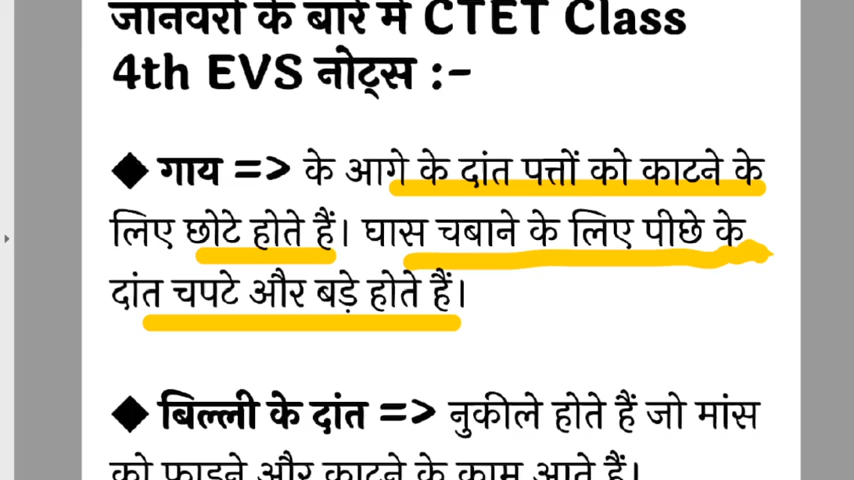 जानवरों के बारे में CTET Class
4th EVS नोट्स :-
◆ गाय => के आगे के दांत पत्तों को काटने के
लिए छोटे होते हैं। घास चबाने के लिए पीछे के
दांत चपटे और बड़े होते हैं।
◆ बिल्ली के दांत => नुकीले होते हैं जो मांस
को फाड़ने और काटने के काम आते हैं।